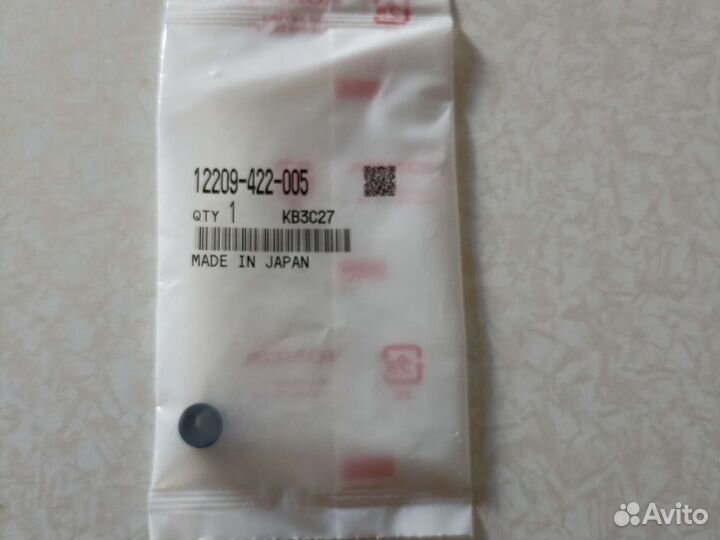 12209-422-005
QTY 1 KB3C27
MADE IN JAPAN
Avito